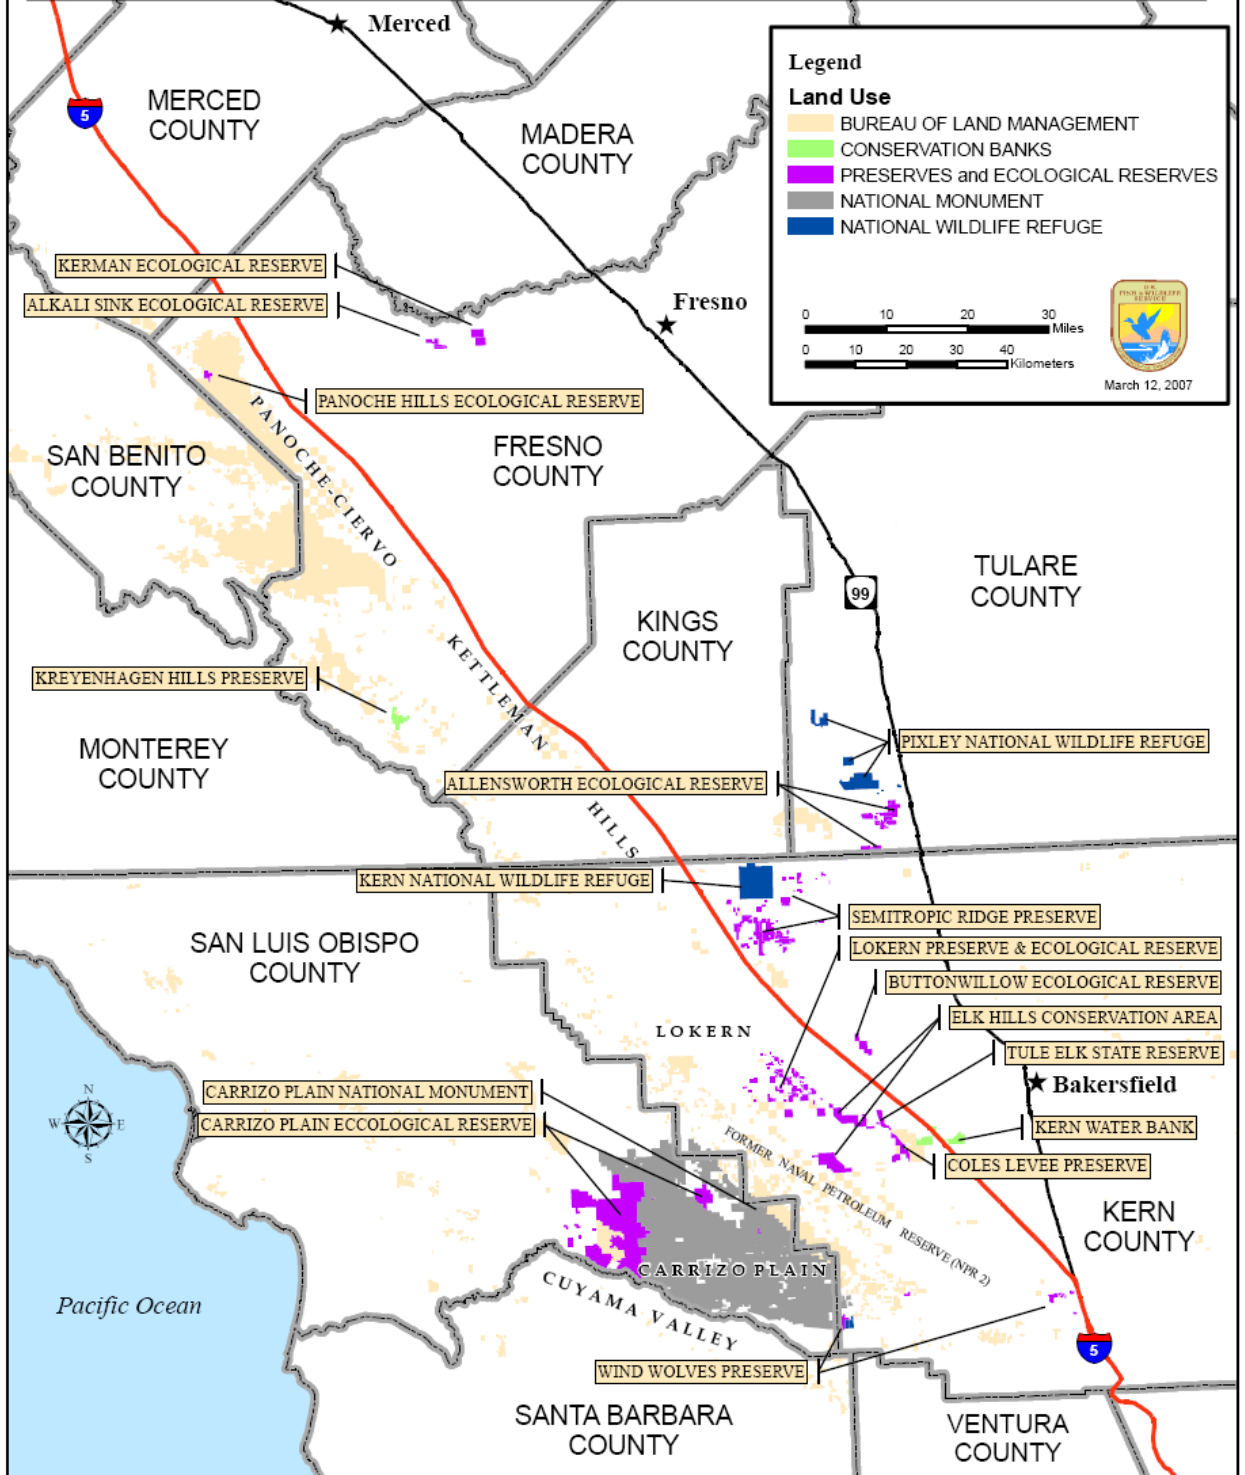 Merced
Legend
Land Use
BUREAU OF LAND MANAGEMENT
CONSERVATION BANKS
PRESERVES and ECOLOGICAL RESERVES
NATIONAL MONUMENT
NATIONAL WILDLIFE REFUGE
0 10 20 30
Miles
0 10 20 30 40
Kilometers
March 12, 2007
5
MERCED
COUNTY
MADERA
COUNTY
KERMAN ECOLOGICAL RESERVE
ALKALI SINK ECOLOGICAL RESERVE
Fresno
PANOCHE HILLS ECOLOGICAL RESERVE
PANOCHE-CIERVO
SAN BENITO
COUNTY
FRESNO
COUNTY
TULARE
COUNTY
99
KINGS
COUNTY
KETTLEMAN
HILLS
KREYENHAGEN HILLS PRESERVE
MONTEREY
COUNTY
PIXLEY NATIONAL WILDLIFE REFUGE
ALLENSWORTH ECOLOGICAL RESERVE
KERN NATIONAL WILDLIFE REFUGE
SEMITROPIC RIDGE PRESERVE
SAN LUIS OBISPO
COUNTY
LOKERN PRESERVE & ECOLOGICAL RESERVE
BUTTONWILLOW ECOLOGICAL RESERVE
ELK HILLS CONSERVATION AREA
LOKERN
TULE ELK STATE RESERVE
Bakersfield
CARRIZO PLAIN NATIONAL MONUMENT
CARRIZO PLAIN ECCOLOGICAL RESERVE
N
W E
S
KERN WATER BANK
COLES LEVEE PRESERVE
FORMER NAVAL PETROLEUM RESERVE (NPR 2)
KERN
COUNTY
CARRIZO PLAIN
CUYAMA VALLEY
Pacific Ocean
5
WIND WOLVES PRESERVE
SANTA BARBARA
COUNTY
VENTURA
COUNTY